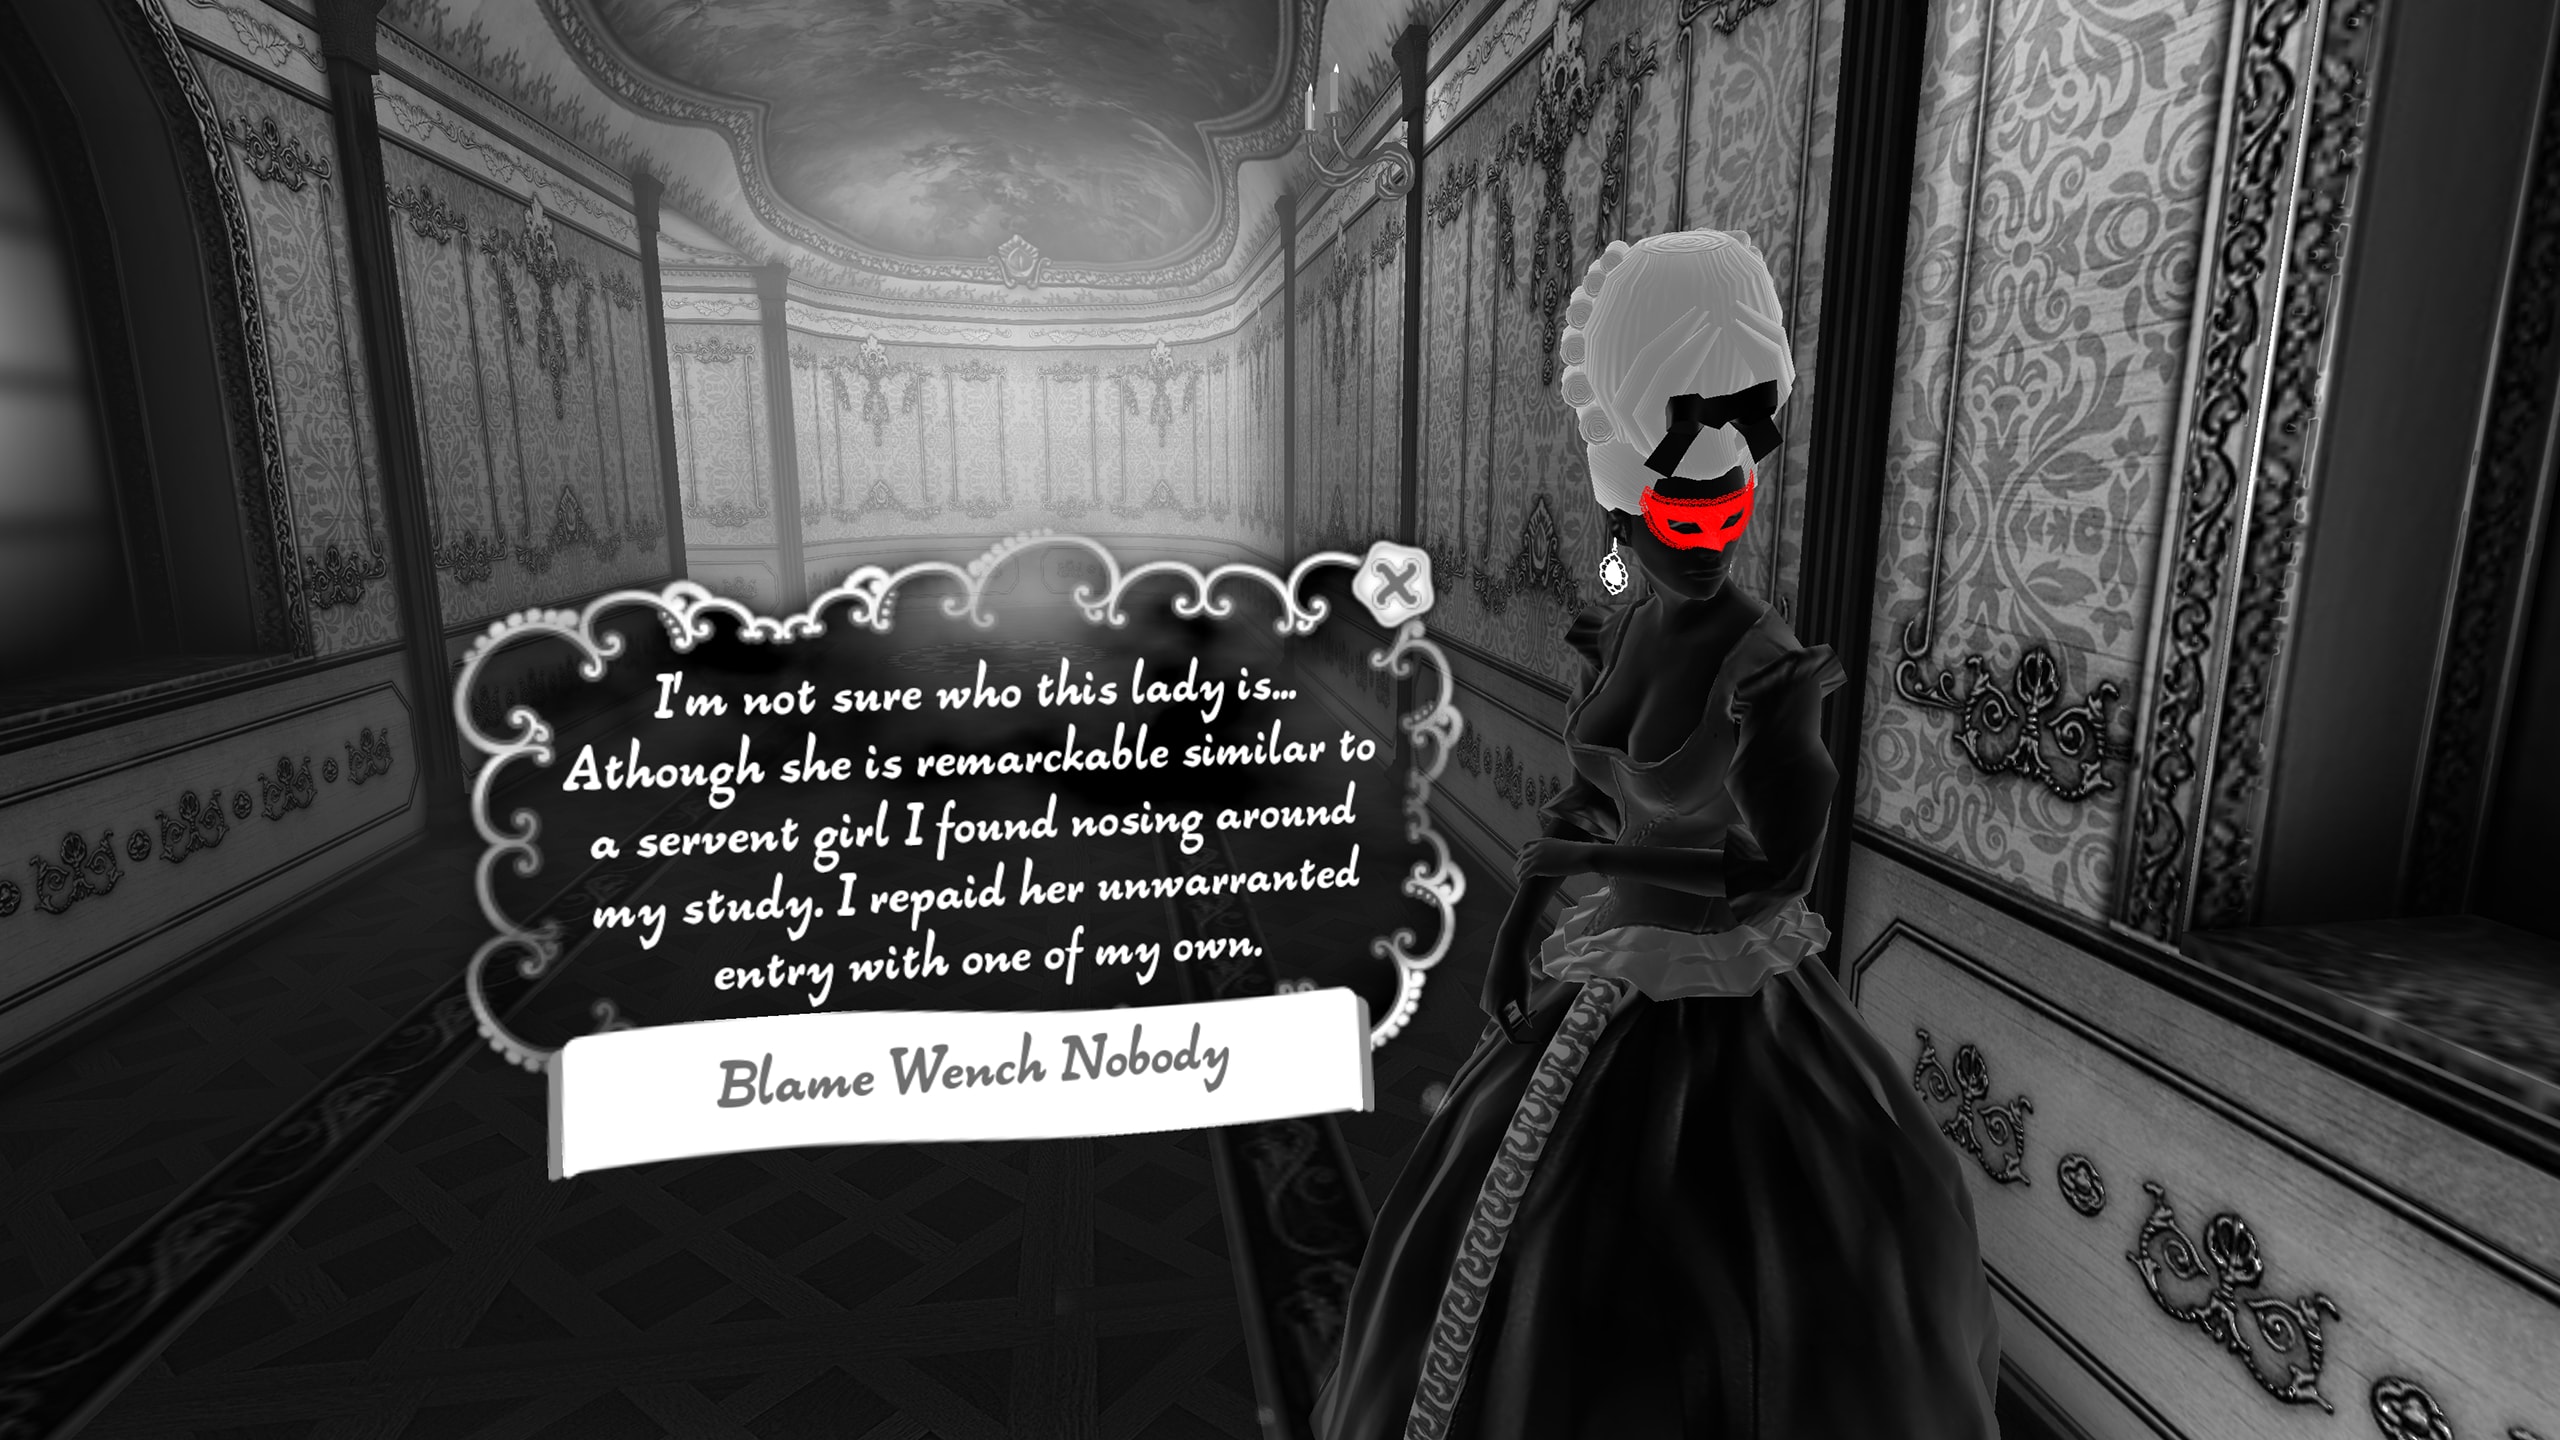 I'm not sure who this lady is...
Athough she is remarckable similar to
a servent girl I found nosing around
my study. I repaid her unwarranted
entry with one of my own.
Blame Wench Nobody